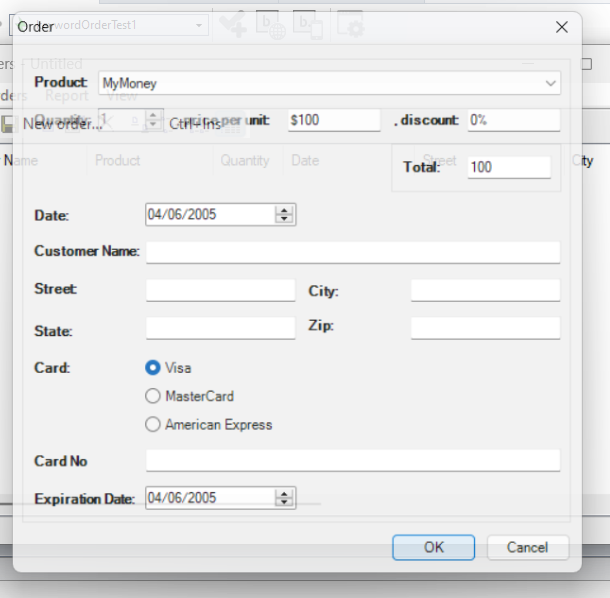 wordOrderTest1
Order
ers - Untitled
ders Report View
Product: MyMoney
Quantity: 1 price per unit: $100 , discount: 0%
New order... Ctrl+Ins
Name Product Quantity Date Street City
Total: 100
Date: 04/06/2005
Customer Name:
Street: City:
State: Zip:
Card: Visa
MasterCard
American Express
Card No
Expiration Date: 04/06/2005
OK Cancel